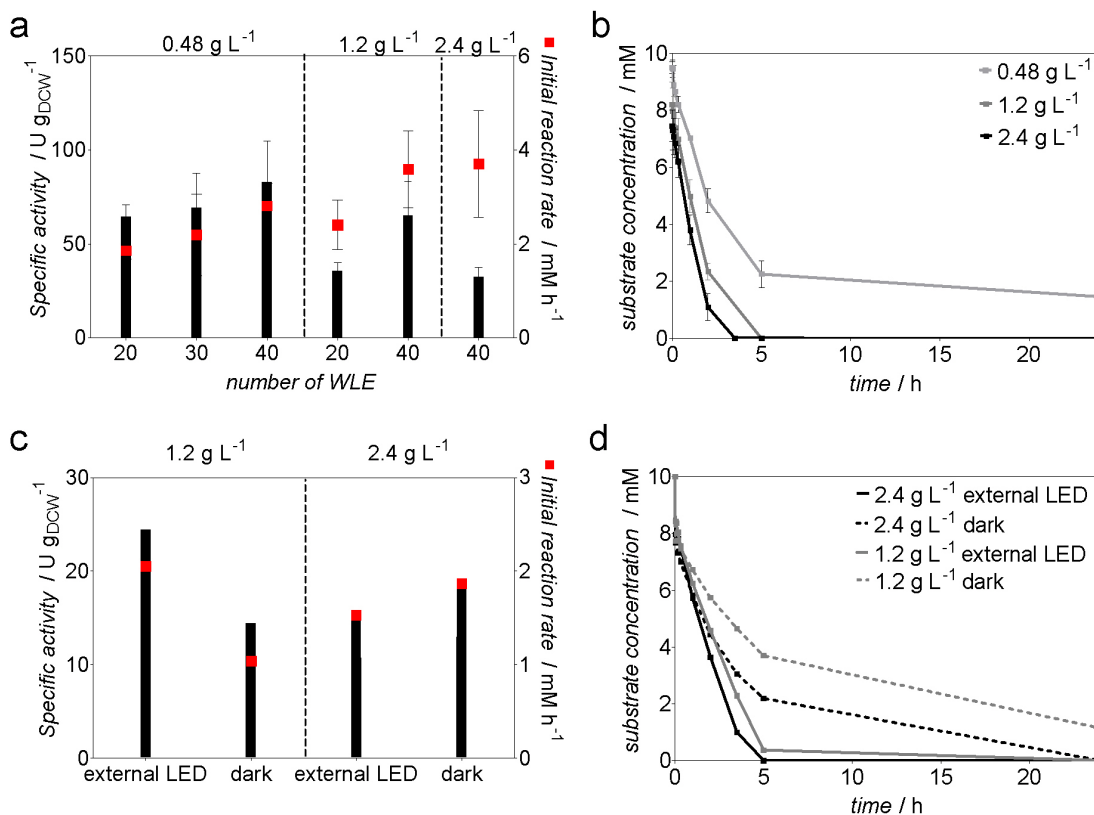 a
0.48 g L⁻¹
1.2 g L⁻¹
2.4 g L⁻¹
Specific activity / U g_DCW⁻¹
150
100
50
0
6
4
2
0
Initial reaction rate / mM h⁻¹
20 30 40 20 40 40
number of WLE
b
substrate concentration / mM
10
8
6
4
2
0
0.48 g L⁻¹
1.2 g L⁻¹
2.4 g L⁻¹
0 5 10 15 20
time / h
c
1.2 g L⁻¹
2.4 g L⁻¹
Specific activity / U g_DCW⁻¹
30
20
10
0
3
2
1
0
Initial reaction rate / mM h⁻¹
external LED dark external LED dark
d
substrate concentration / mM
10
8
6
4
2
0
2.4 g L⁻¹ external LED
2.4 g L⁻¹ dark
1.2 g L⁻¹ external LED
1.2 g L⁻¹ dark
0 5 10 15 20
time / h